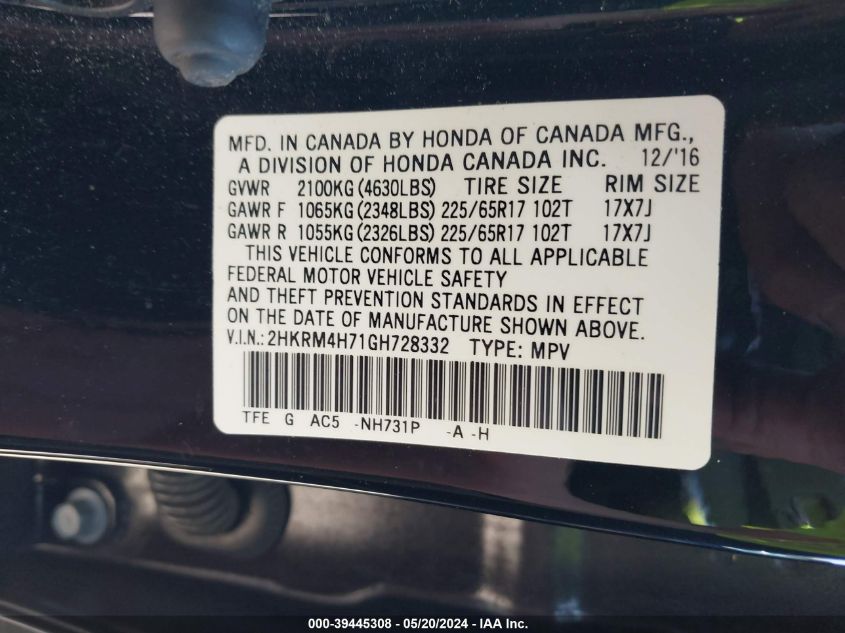 MFD. IN CANADA BY HONDA OF CANADA MFG.,
A DIVISION OF HONDA CANADA INC. 12/'16
GVWR 2100KG (4630LBS) TIRE SIZE RIM SIZE
GAWR F 1065KG (2348LBS) 225/65R17 102T 17X7J
GAWR R 1055KG (2326LBS) 225/65R17 102T 17X7J
THIS VEHICLE CONFORMS TO ALL APPLICABLE
FEDERAL MOTOR VEHICLE SAFETY
AND THEFT PREVENTION STANDARDS IN EFFECT
ON THE DATE OF MANUFACTURE SHOWN ABOVE.
V.I.N.: 2HKRM4H71GH728332 TYPE: MPV
TFE G AC5 -NH731P -A -H
000-39445308 - 05/20/2024 - IAA Inc.